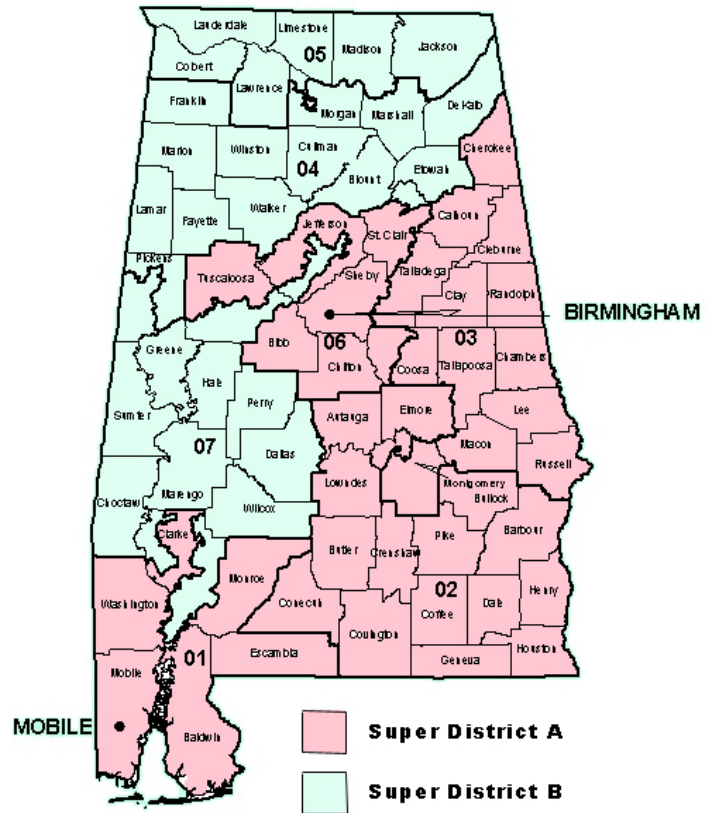 Lauderdale
Limestone
Madison
Jackson
05
Cobert
Lawrence
Franklin
Morgan
Marshall
DeKalb
Cherokee
Marion
Winston
Cullman
04
Blount
Etowah
Lamar
Fayette
Walker
Jefferson
St.Clair
Calhoun
Cleburne
Pickens
Tuscaloosa
Shelby
Talladega
Clay
Randolph
BIRMINGHAM
Greene
Bibb
06
03
Chilton
Coosa
Tallapoosa
Chambers
Hale
Perry
Autauga
Elmore
Lee
Sumter
Macon
07
Dallas
Russell
Choctaw
Marengo
Lowndes
Montgomery
Bullock
Wilcox
Clarke
Butler
Crenshaw
Pike
Barbour
Monroe
Washington
Conecuh
02
Coffee
Dale
Henry
Covington
01
Escambia
Geneva
Houston
Mobile
MOBILE
Baldwin
Super District A
Super District B